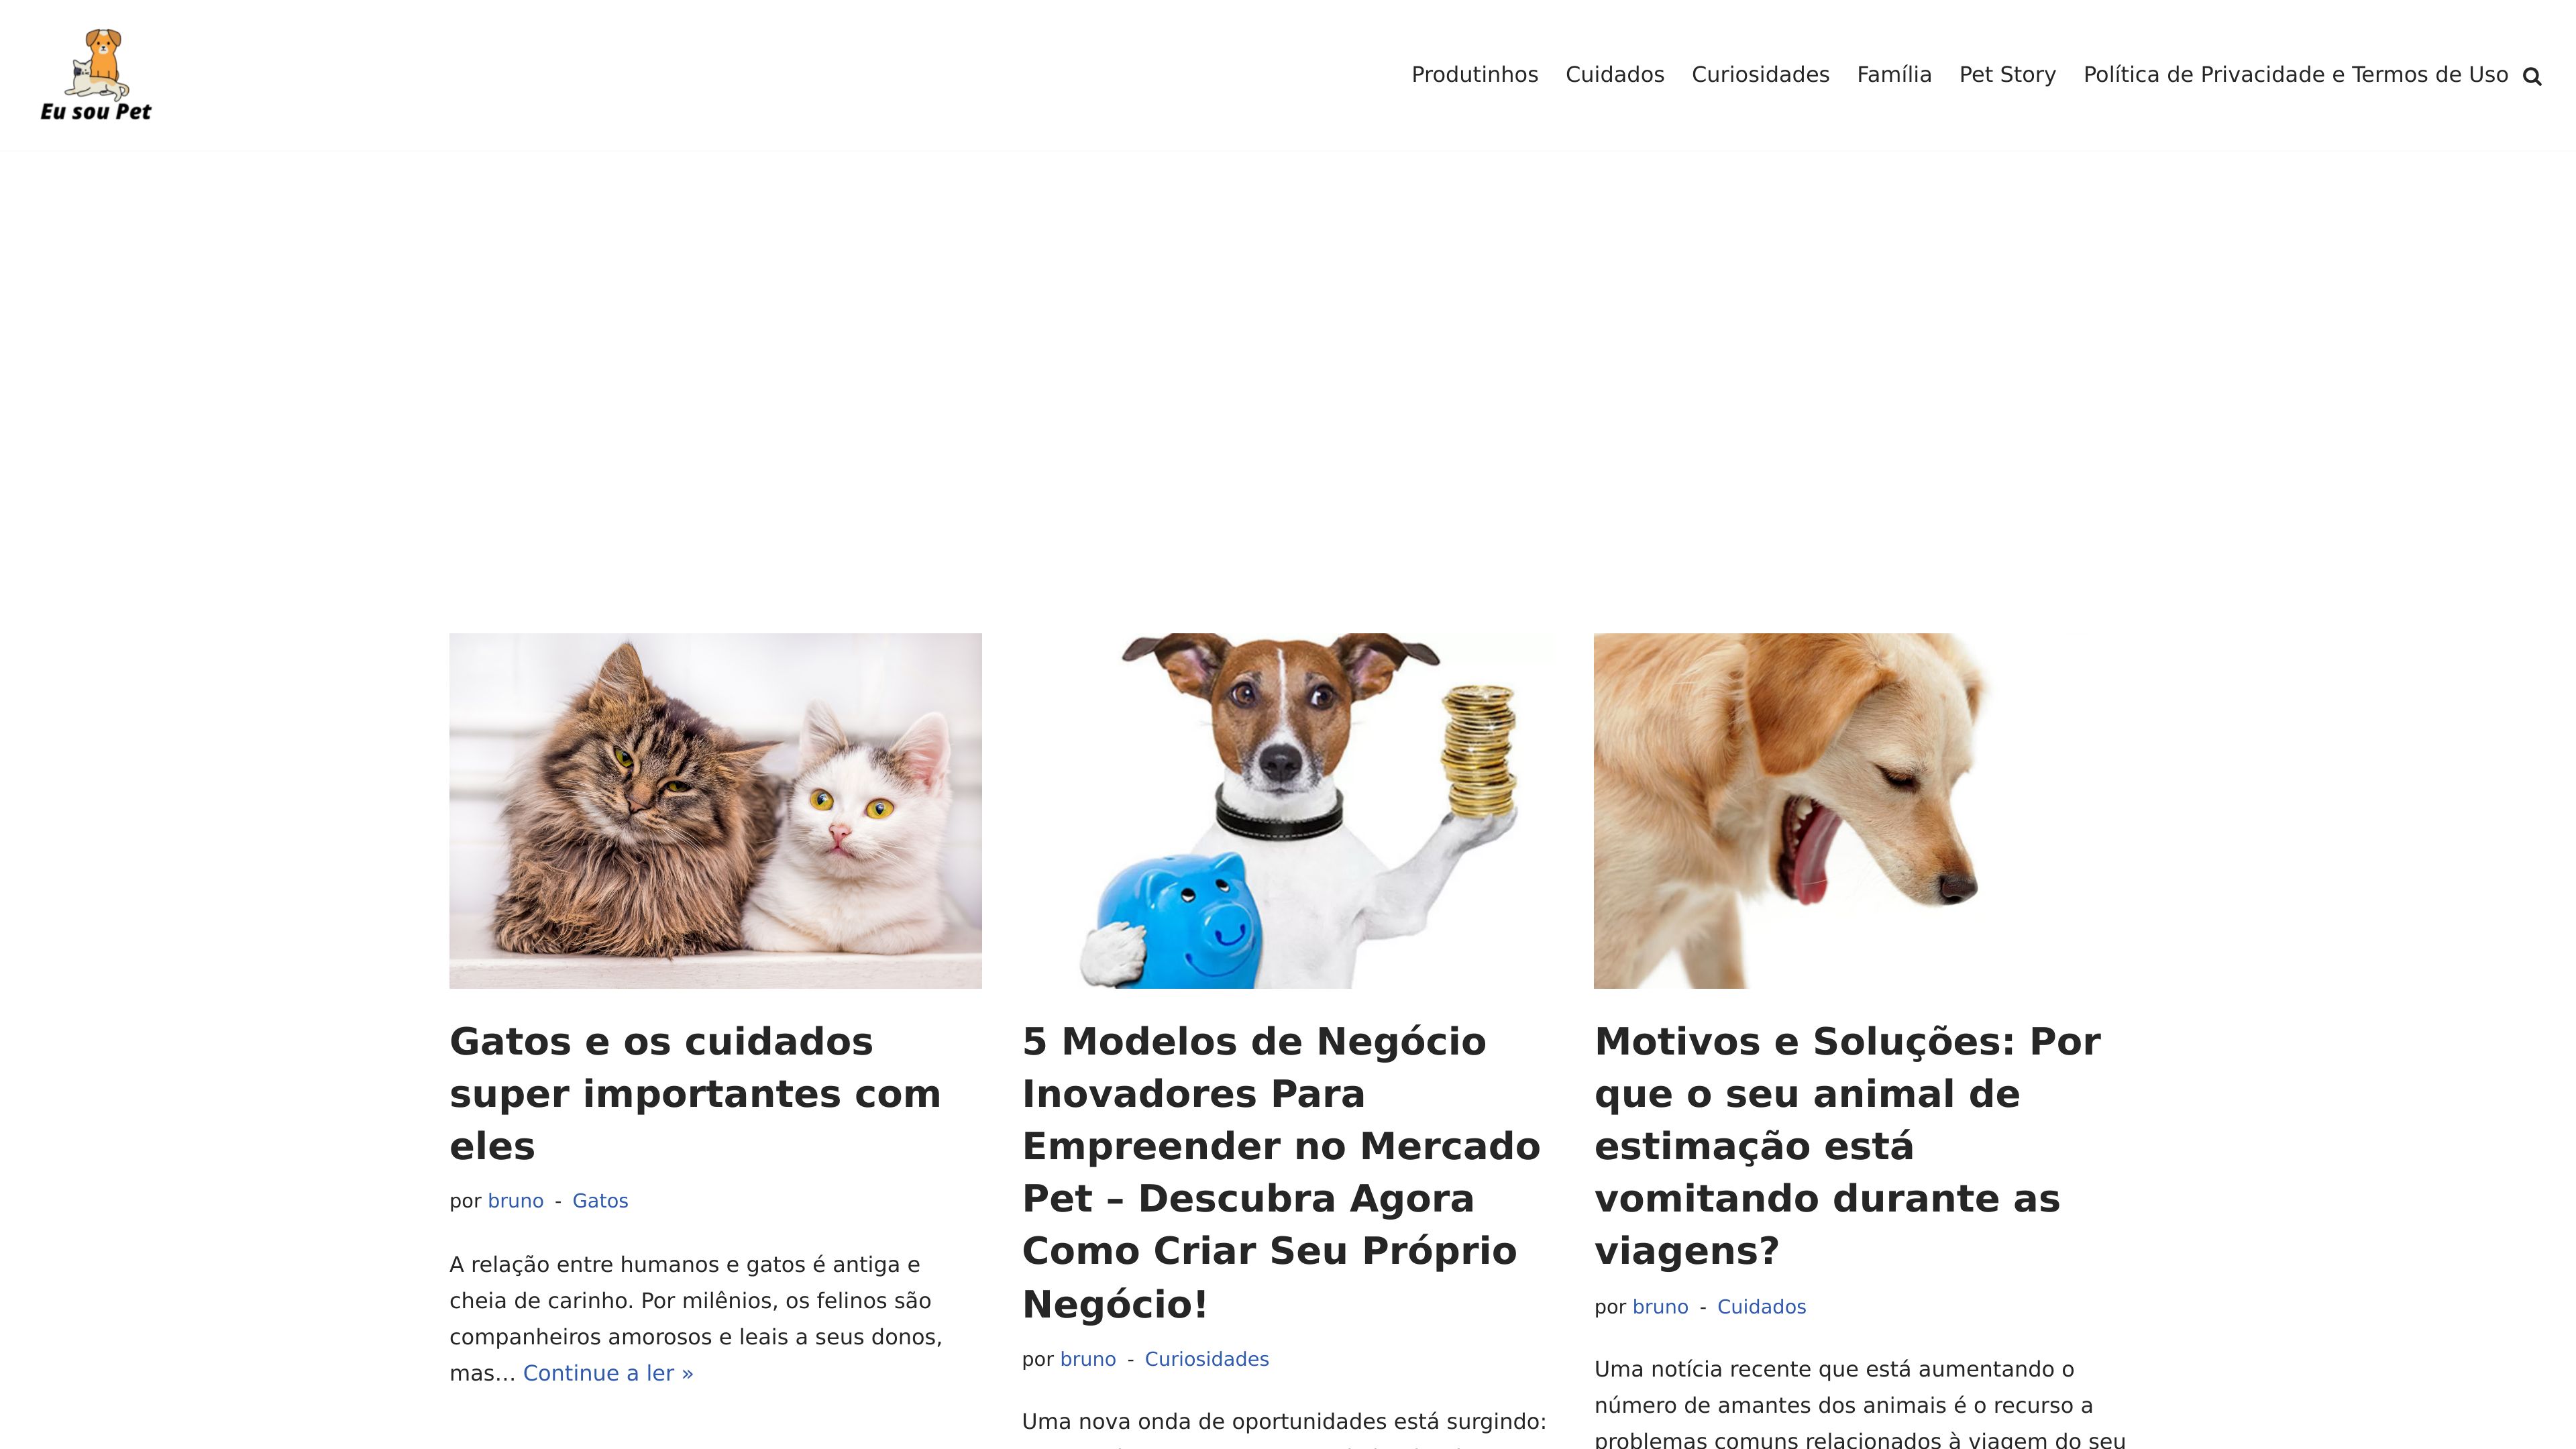 Eu sou Pet
Produtinhos
Cuidados
Curiosidades
Família
Pet Story
Política de Privacidade e Termos de Uso
Gatos e os cuidados
super importantes com
eles
por bruno - Gatos
A relação entre humanos e gatos é antiga e
cheia de carinho. Por milênios, os felinos são
companheiros amorosos e leais a seus donos,
mas… Continue a ler »
5 Modelos de Negócio
Inovadores Para
Empreender no Mercado
Pet – Descubra Agora
Como Criar Seu Próprio
Negócio!
por bruno - Curiosidades
Uma nova onda de oportunidades está surgindo:
Motivos e Soluções: Por
que o seu animal de
estimação está
vomitando durante as
viagens?
por bruno - Cuidados
Uma notícia recente que está aumentando o
número de amantes dos animais é o recurso a
problemas comuns relacionados à viagem do seu